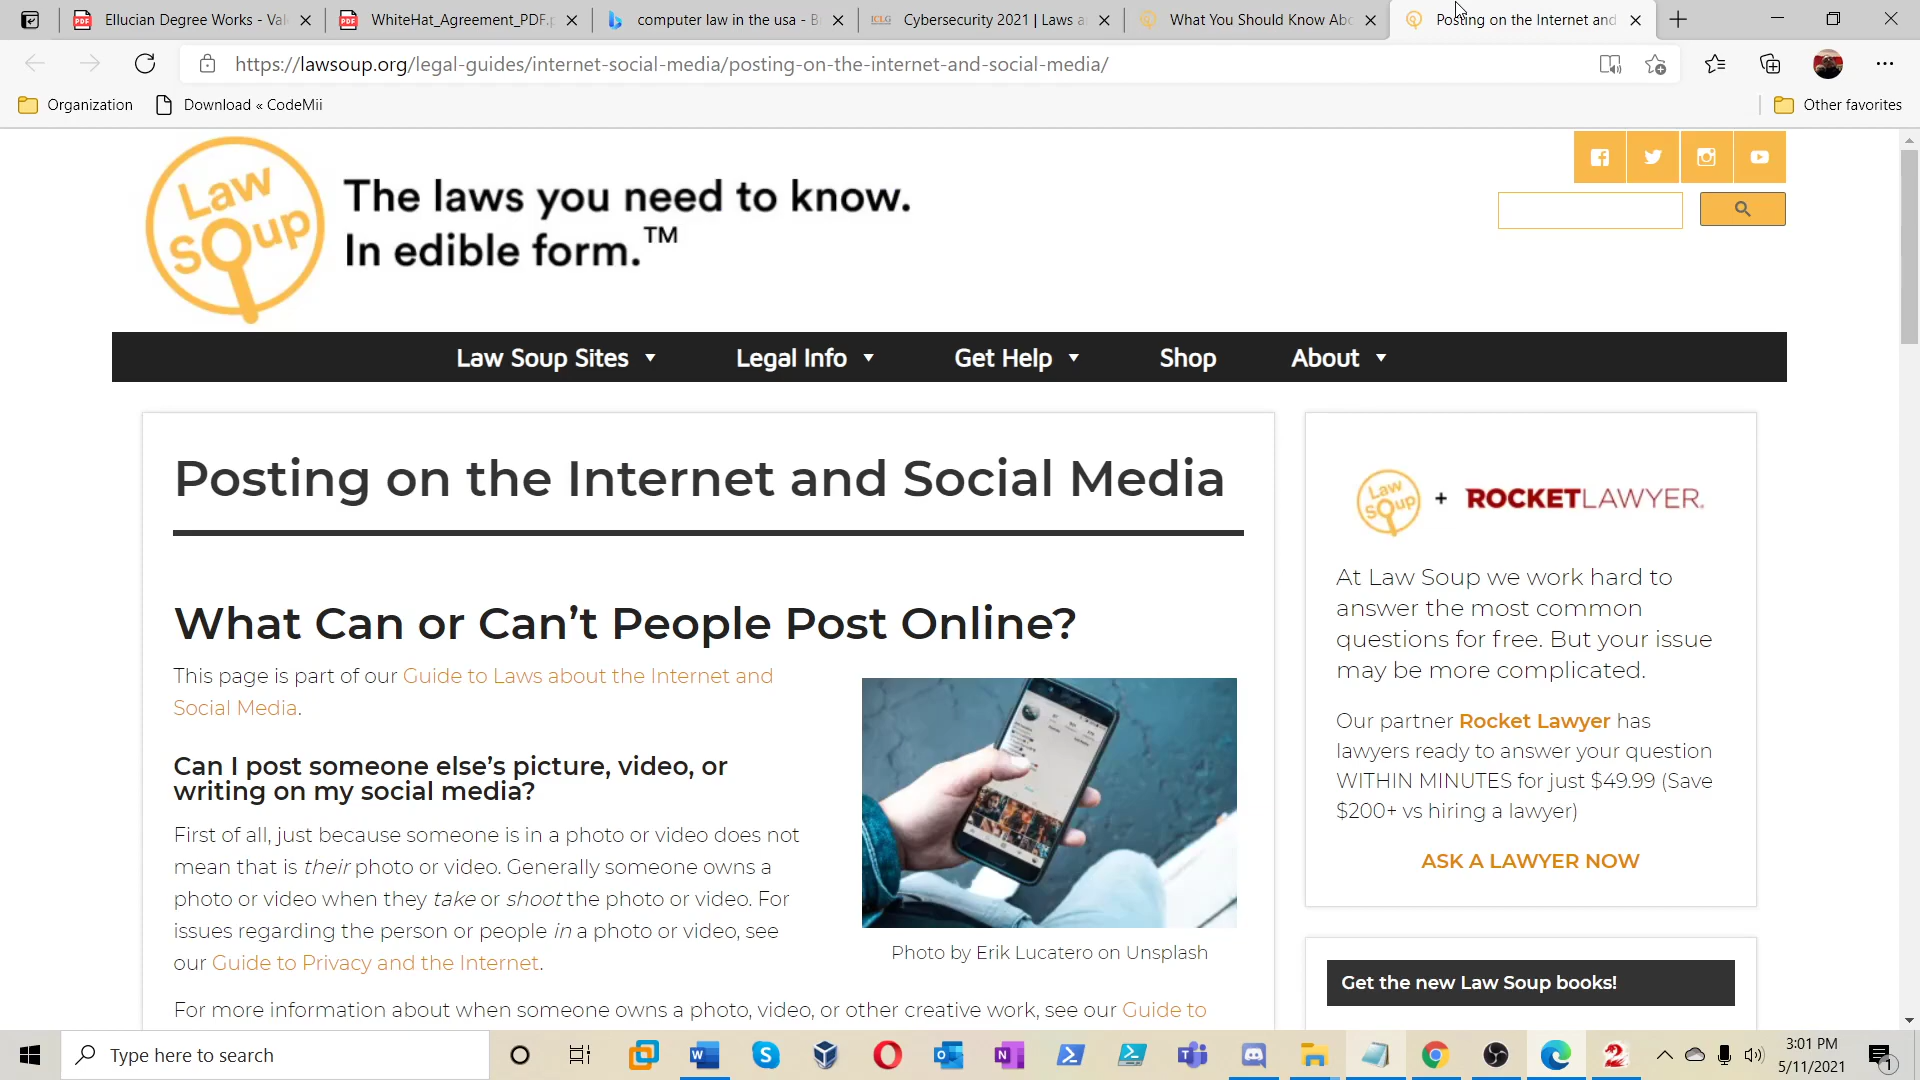 Ellucian Degree Works - Val
WhiteHat_Agreement_PDF.p
computer law in the usa - B
ICLG Cybersecurity 2021 | Laws a
What You Should Know Abo
Posting on the Internet and
https://lawsoup.org/legal-guides/internet-social-media/posting-on-the-internet-and-social-media/
Organization
Download « CodeMii
Other favorites
Law Soup
The laws you need to know.
In edible form.™
Law Soup Sites
Legal Info
Get Help
Shop
About
Posting on the Internet and Social Media
What Can or Can’t People Post Online?
This page is part of our Guide to Laws about the Internet and
Social Media.
Can I post someone else’s picture, video, or
writing on my social media?
First of all, just because someone is in a photo or video does not
mean that is their photo or video. Generally someone owns a
photo or video when they take or shoot the photo or video. For
issues regarding the person or people in a photo or video, see
our Guide to Privacy and the Internet.
Photo by Erik Lucatero on Unsplash
For more information about when someone owns a photo, video, or other creative work, see our Guide to
Law Soup + ROCKETLAWYER.
At Law Soup we work hard to
answer the most common
questions for free. But your issue
may be more complicated.
Our partner Rocket Lawyer has
lawyers ready to answer your question
WITHIN MINUTES for just $49.99 (Save
$200+ vs hiring a lawyer)
ASK A LAWYER NOW
Get the new Law Soup books!
Type here to search
3:01 PM
5/11/2021
1